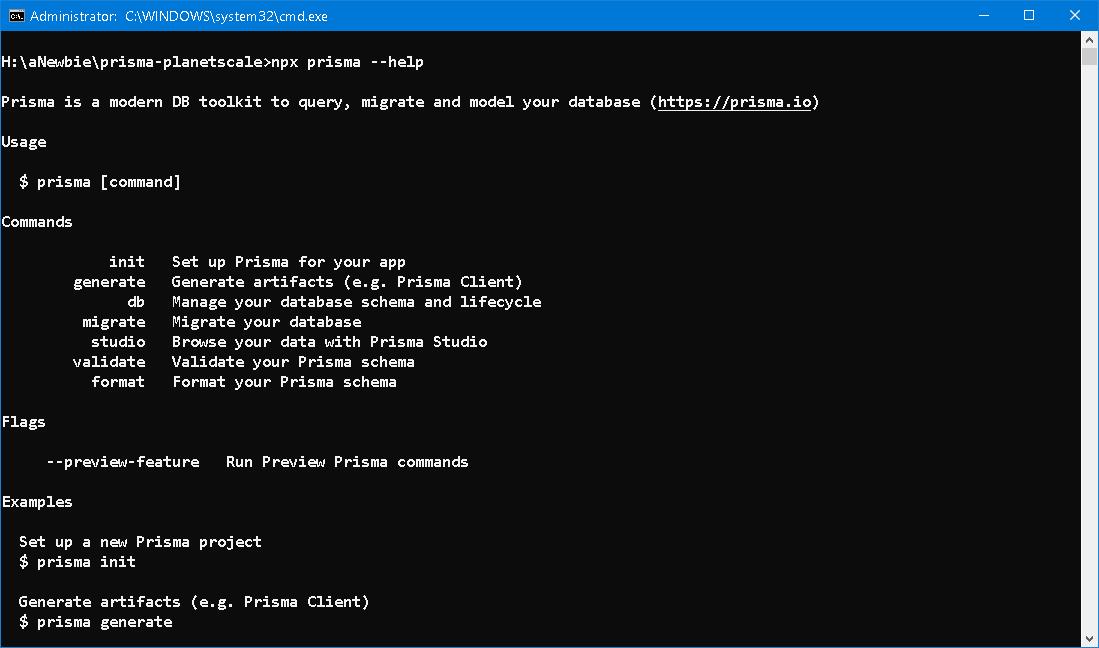 Administrator: C:\WINDOWS\system32\cmd.exe
H:\aNewbie\prisma-planetscale>npx prisma --help
Prisma is a modern DB toolkit to query, migrate and model your database (https://prisma.io)
Usage
$ prisma [command]
Commands
init Set up Prisma for your app
generate Generate artifacts (e.g. Prisma Client)
db Manage your database schema and lifecycle
migrate Migrate your database
studio Browse your data with Prisma Studio
validate Validate your Prisma schema
format Format your Prisma schema
Flags
--preview-feature Run Preview Prisma commands
Examples
Set up a new Prisma project
$ prisma init
Generate artifacts (e.g. Prisma Client)
$ prisma generate